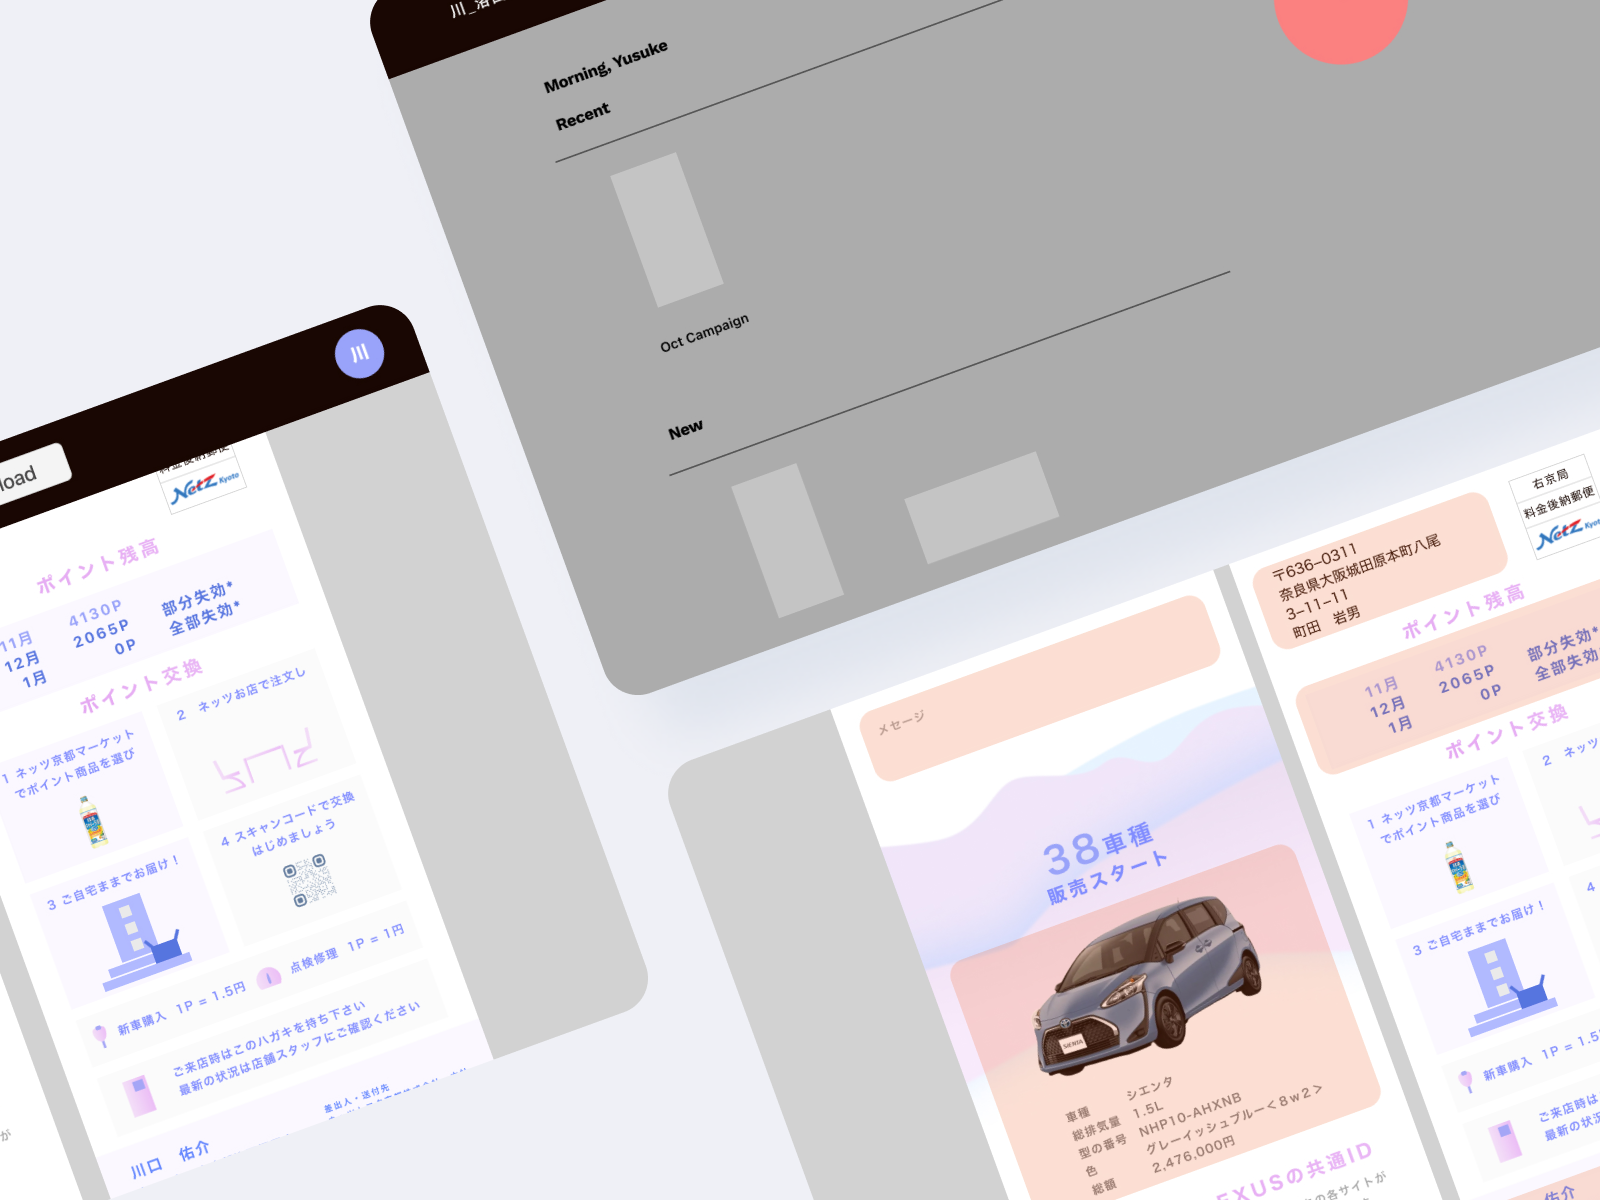 川_落
Morning, Yusuke
Recent
Oct Campaign
New
川
load
料金後納郵便
Netz Kyoto
ポイント残高
11月 4130P
12月 2065P 部分失効*
1月 0P 全部失効*
ポイント交換
1 ネッツ京都マーケット
でポイント商品を選び
2 ネッツお店で注文し
3 ご自宅ままでお届け！
4 スキャンコードで交換
はじめましょう
新車購入 1P = 1.5円
点検修理 1P = 1円
ご来店時はこのハガキを持ち下さい
最新の状況は店舗スタッフにご確認ください
差出人・送付先
川口 佑介
が
メセージ
38車種
販売スタート
SIENTA
車種 シエンタ
総排気量 1.5L
型の番号 NHP10-AHXNB
色 グレーイッシュブルー＜8ｗ2＞
総額 2,476,000円
EXUSの共通ID
の各サイトが
〒636–0311
奈良県大阪城田原本町八尾
3–11–11
町田 岩男
右京局
料金後納郵便
Netz Kyo
ポイント残高
11月 4130P
12月 2065P 部分失効*
1月 0P 全部失効
ポイント交換
1 ネッツ京都マーケット
でポイント商品を選び
2 ネッツ
3 ご自宅ままでお届け！
4
新車購入 1P = 1.5
ご来店時は
最新の状況
佑介